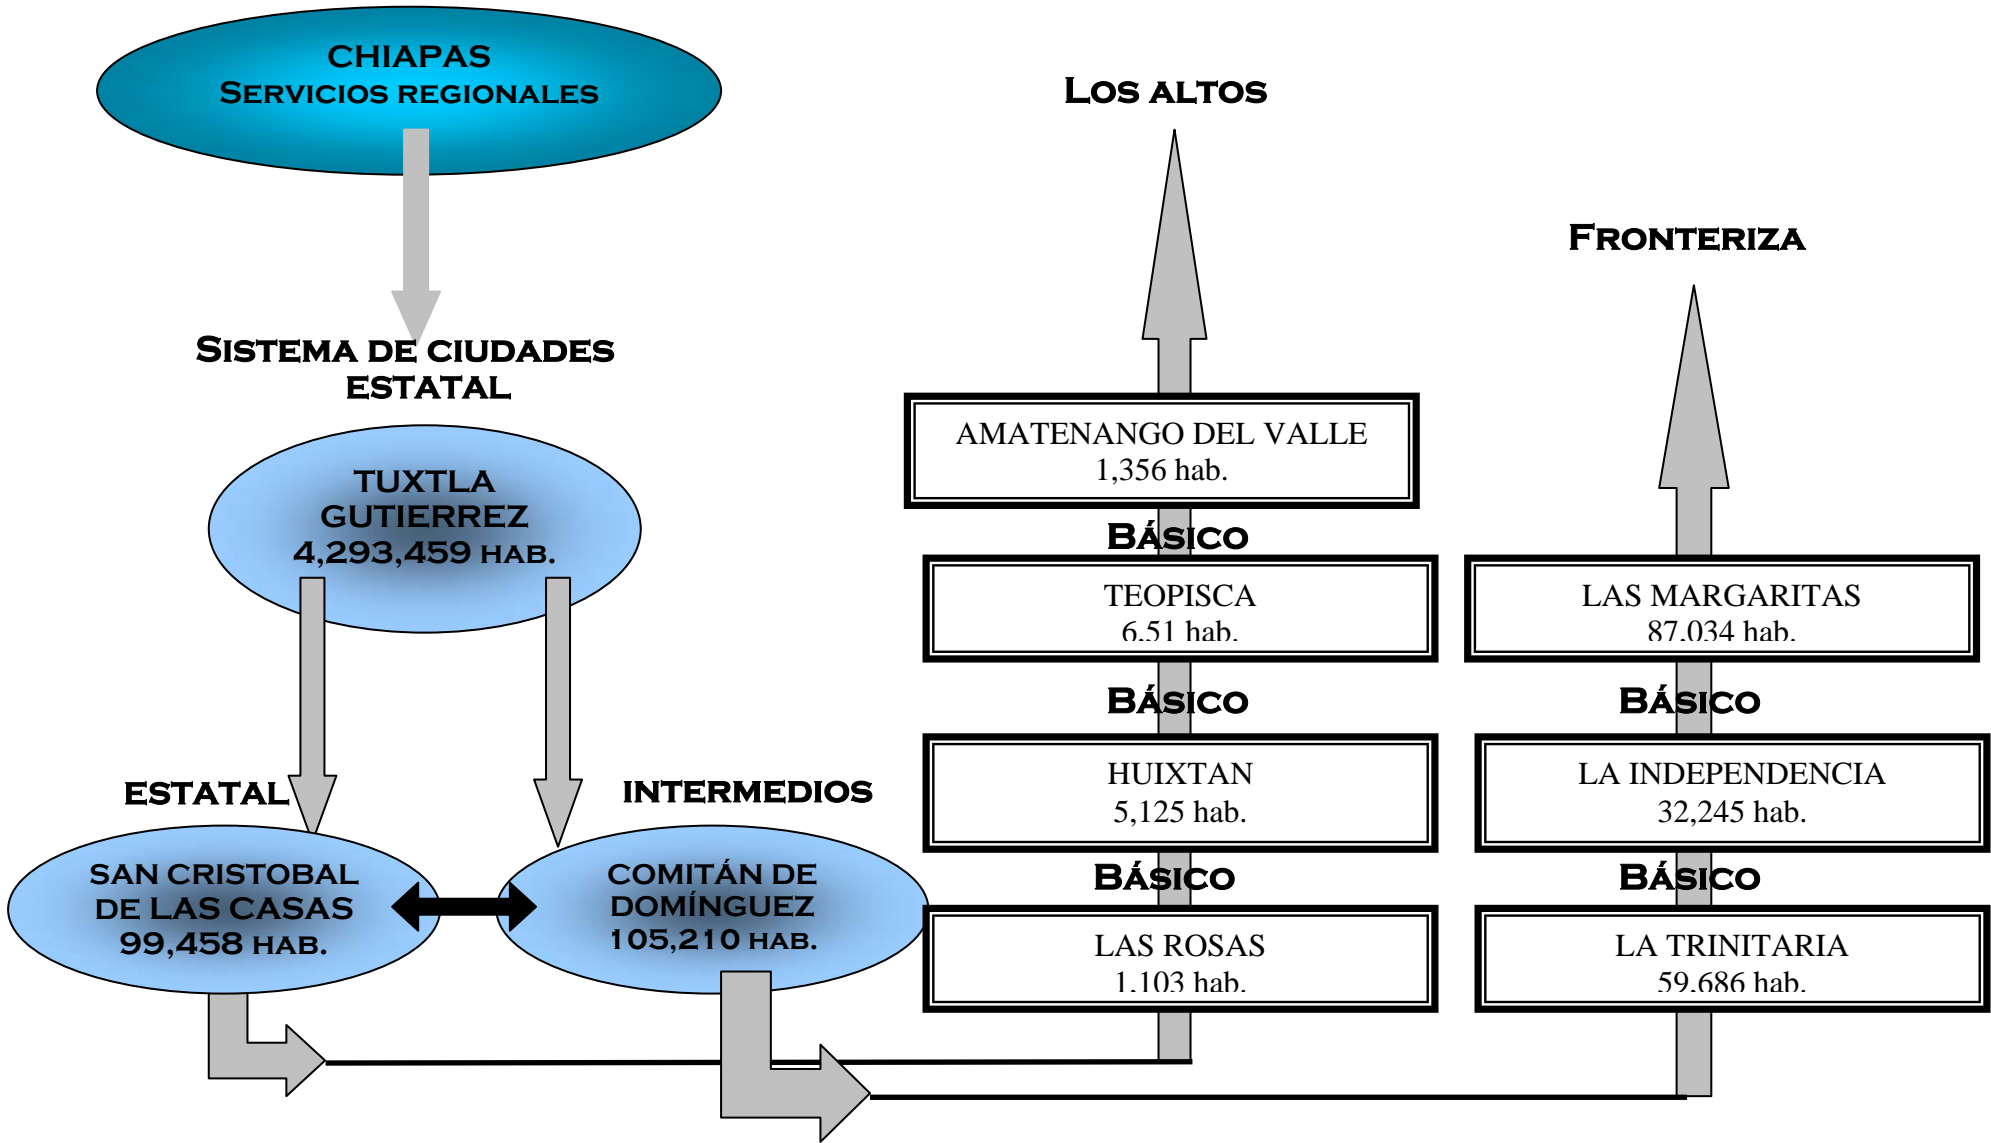 CHIAPAS
SERVICIOS REGIONALES
SISTEMA DE CIUDADES
ESTATAL
TUXTLA
GUTIERREZ
4,293,459 HAB.
ESTATAL
INTERMEDIOS
SAN CRISTOBAL
DE LAS CASAS
99,458 HAB.
COMITÁN DE
DOMÍNGUEZ
105,210 HAB.
LOS ALTOS
AMATENANGO DEL VALLE
1,356 hab.
BÁSICO
TEOPISCA
6,51 hab.
BÁSICO
HUIXTAN
5,125 hab.
BÁSICO
LAS ROSAS
1,103 hab.
FRONTERIZA
LAS MARGARITAS
87,034 hab.
BÁSICO
LA INDEPENDENCIA
32,245 hab.
BÁSICO
LA TRINITARIA
59,686 hab.